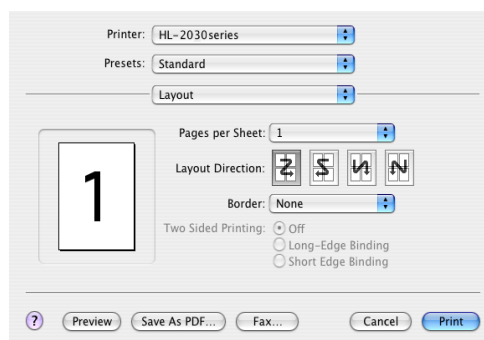 Printer: HL-2030series
Presets: Standard
Layout
Pages per Sheet: 1
Layout Direction:
Border: None
Two Sided Printing: Off
Long-Edge Binding
Short Edge Binding
1
? Preview Save As PDF... Fax... Cancel Print